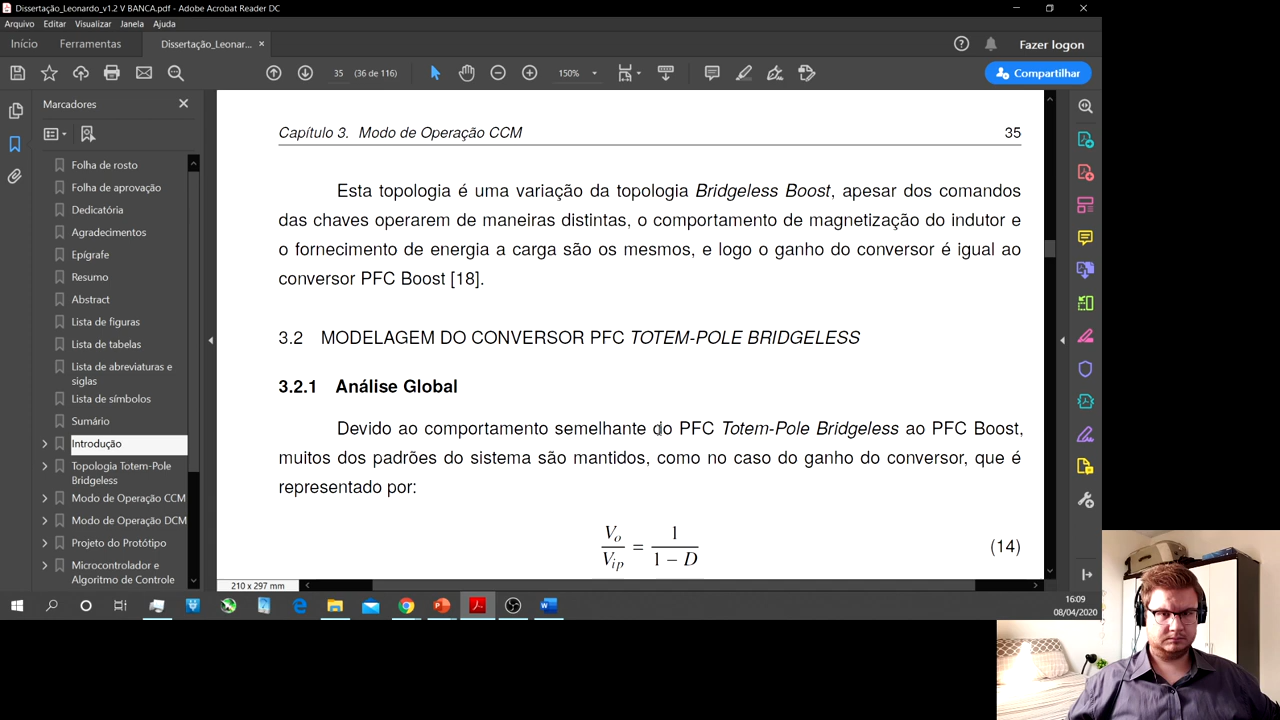 Dissertação_Leonardo_v1.2 V BANCA.pdf - Adobe Acrobat Reader DC
Arquivo Editar Visualizar Janela Ajuda
Início Ferramentas Dissertação_Leonar... ×
Fazer logon
35 (36 de 116) 150%
Compartilhar
Marcadores
Folha de rosto
Folha de aprovação
Dedicatória
Agradecimentos
Epígrafe
Resumo
Abstract
Lista de figuras
Lista de tabelas
Lista de abreviaturas e
siglas
Lista de símbolos
Sumário
Introdução
Topologia Totem-Pole
Bridgeless
Modo de Operação CCM
Modo de Operação DCM
Projeto do Protótipo
Microcontrolador e
Algoritmo de Controle
Capítulo 3. Modo de Operação CCM 35
Esta topologia é uma variação da topologia Bridgeless Boost, apesar dos comandos
das chaves operarem de maneiras distintas, o comportamento de magnetização do indutor e
o fornecimento de energia a carga são os mesmos, e logo o ganho do conversor é igual ao
conversor PFC Boost [18].
3.2 MODELAGEM DO CONVERSOR PFC TOTEM-POLE BRIDGELESS
3.2.1 Análise Global
Devido ao comportamento semelhante do PFC Totem-Pole Bridgeless ao PFC Boost,
muitos dos padrões do sistema são mantidos, como no caso do ganho do conversor, que é
representado por:
Vo/Vip = 1/(1 − D) (14)
210 x 297 mm
16:09
08/04/2020